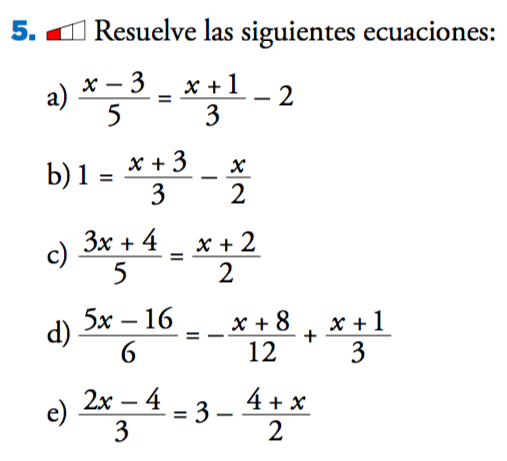 5. Resuelve las siguientes ecuaciones:
a) (x – 3)/5 = (x + 1)/3 – 2
b) 1 = (x + 3)/3 – x/2
c) (3x + 4)/5 = (x + 2)/2
d) (5x – 16)/6 = –(x + 8)/12 + (x + 1)/3
e) (2x – 4)/3 = 3 – (4 + x)/2